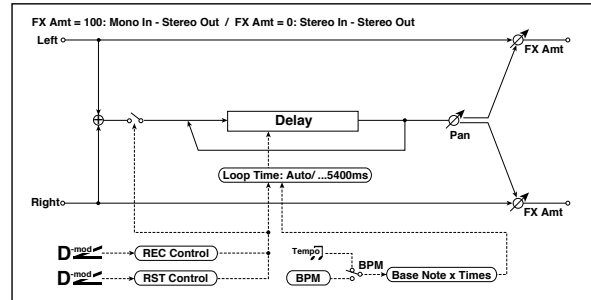 FX Amt = 100: Mono In - Stereo Out / FX Amt = 0: Stereo In - Stereo Out
Left
FX Amt
Delay
Pan
Loop Time: Auto/ ...5400ms
Right
FX Amt
D-mod
REC Control
Tempo
BPM
D-mod
RST Control
BPM
Base Note x Times